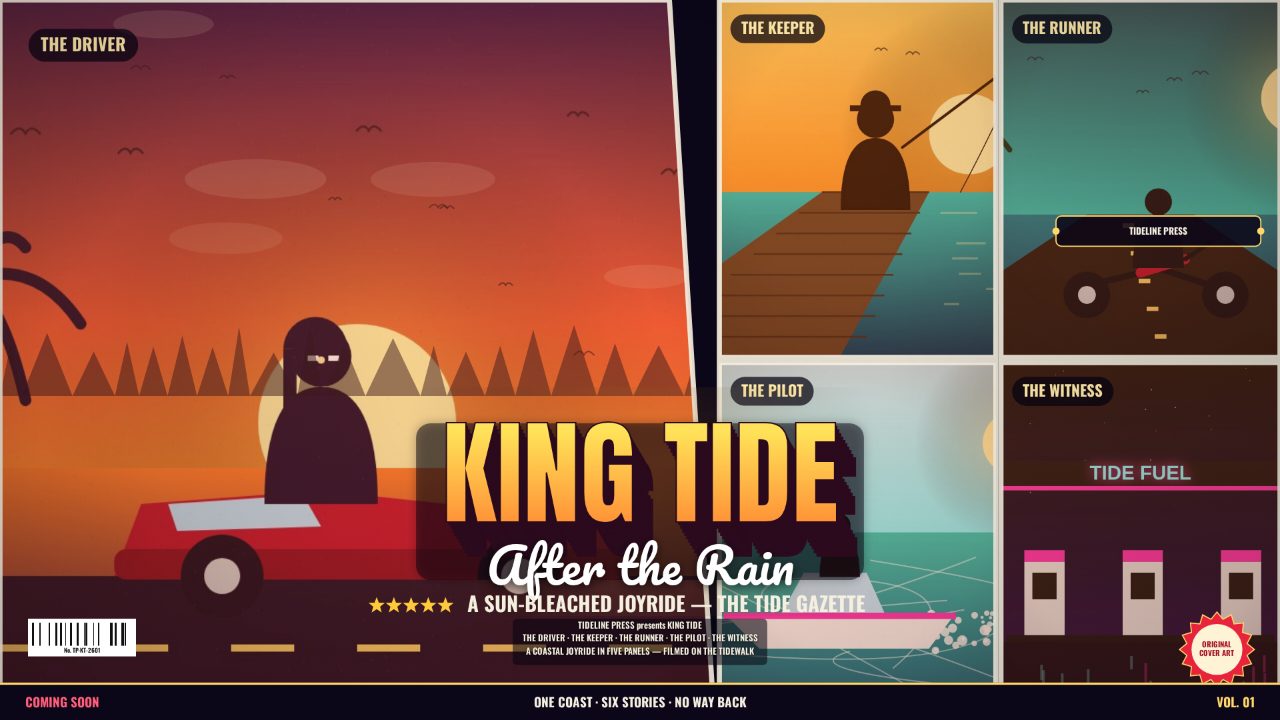 THE DRIVER
THE KEEPER
THE RUNNER
TIDELINE PRESS
THE PILOT
THE WITNESS
TIDE FUEL
KING TIDE
After the Rain
★★★★★ A SUN-BLEACHED JOYRIDE — THE TIDE GAZETTE
TIDELINE PRESS presents KING TIDE
THE DRIVER · THE KEEPER · THE RUNNER · THE PILOT · THE WITNESS
A COASTAL JOYRIDE IN FIVE PANELS — FILMED ON THE TIDEWALK
No. TP-KT-2601
ORIGINAL
COVER ART
COMING SOON
ONE COAST · SIX STORIES · NO WAY BACK
VOL. 01